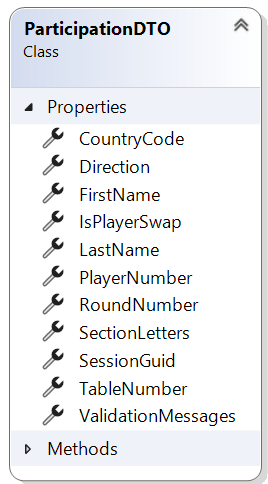 ParticipationDTO
Class
Properties
CountryCode
Direction
FirstName
IsPlayerSwap
LastName
PlayerNumber
RoundNumber
SectionLetters
SessionGuid
TableNumber
ValidationMessages
Methods